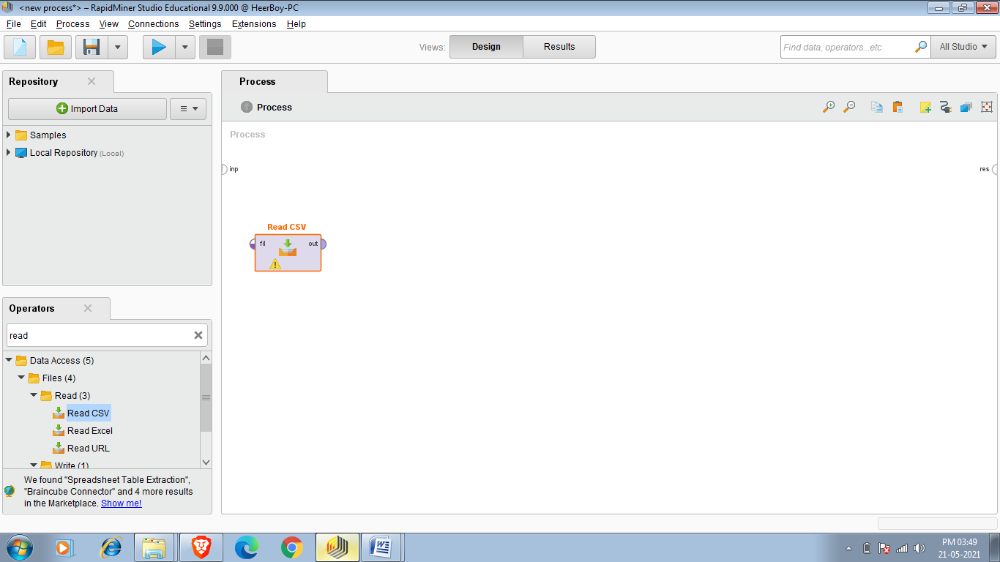 <new process*> – RapidMiner Studio Educational 9.9.000 @ HeerBoy-PC
File Edit Process View Connections Settings Extensions Help
Views: Design Results
Find data, operators...etc
All Studio
Repository
Import Data
Samples
Local Repository (Local)
Process
Process
Process
inp
res
Read CSV
fil
out
Operators
read
Data Access (5)
Files (4)
Read (3)
Read CSV
Read Excel
Read URL
Write (1)
We found "Spreadsheet Table Extraction",
"Braincube Connector" and 4 more results
in the Marketplace. Show me!
PM 03:49
21-05-2021